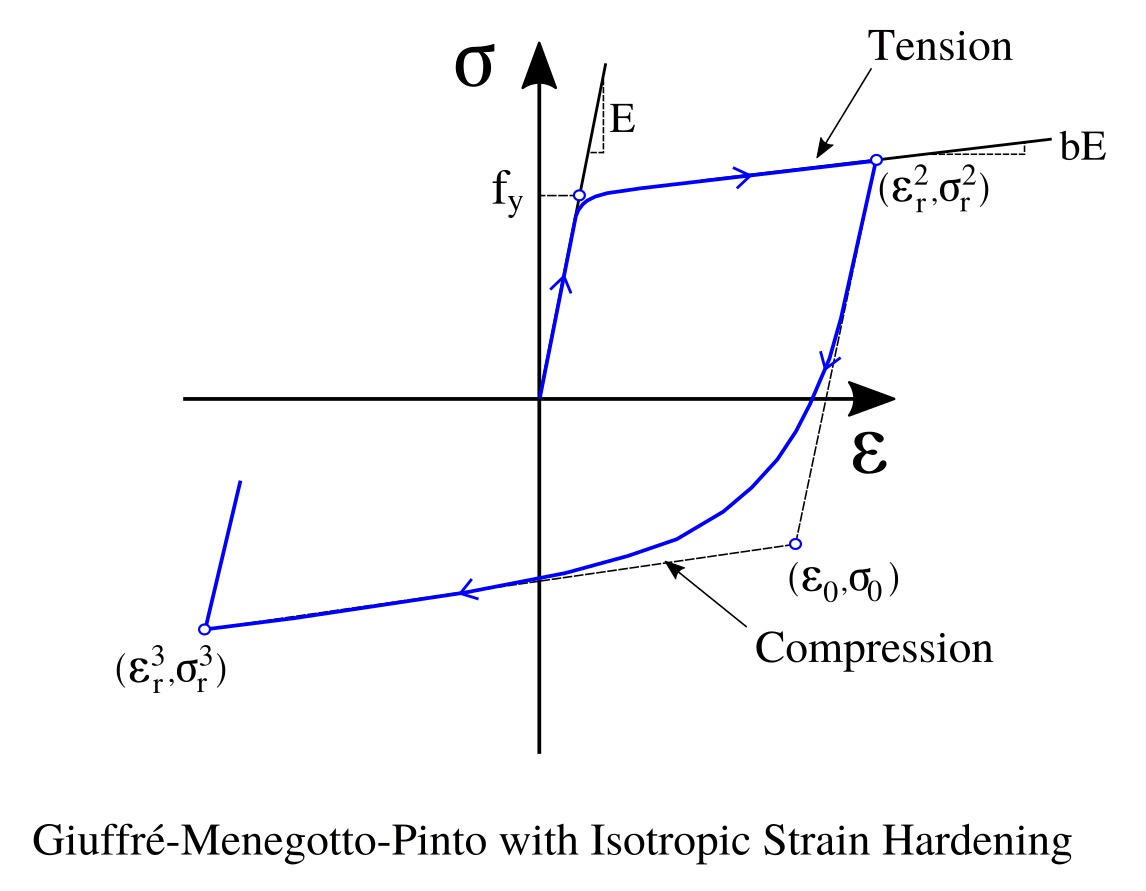 σ
Tension
E
bE
f_y
(ε_r^2,σ_r^2)
ε
(ε_0,σ_0)
Compression
(ε_r^3,σ_r^3)
Giuffré-Menegotto-Pinto with Isotropic Strain Hardening